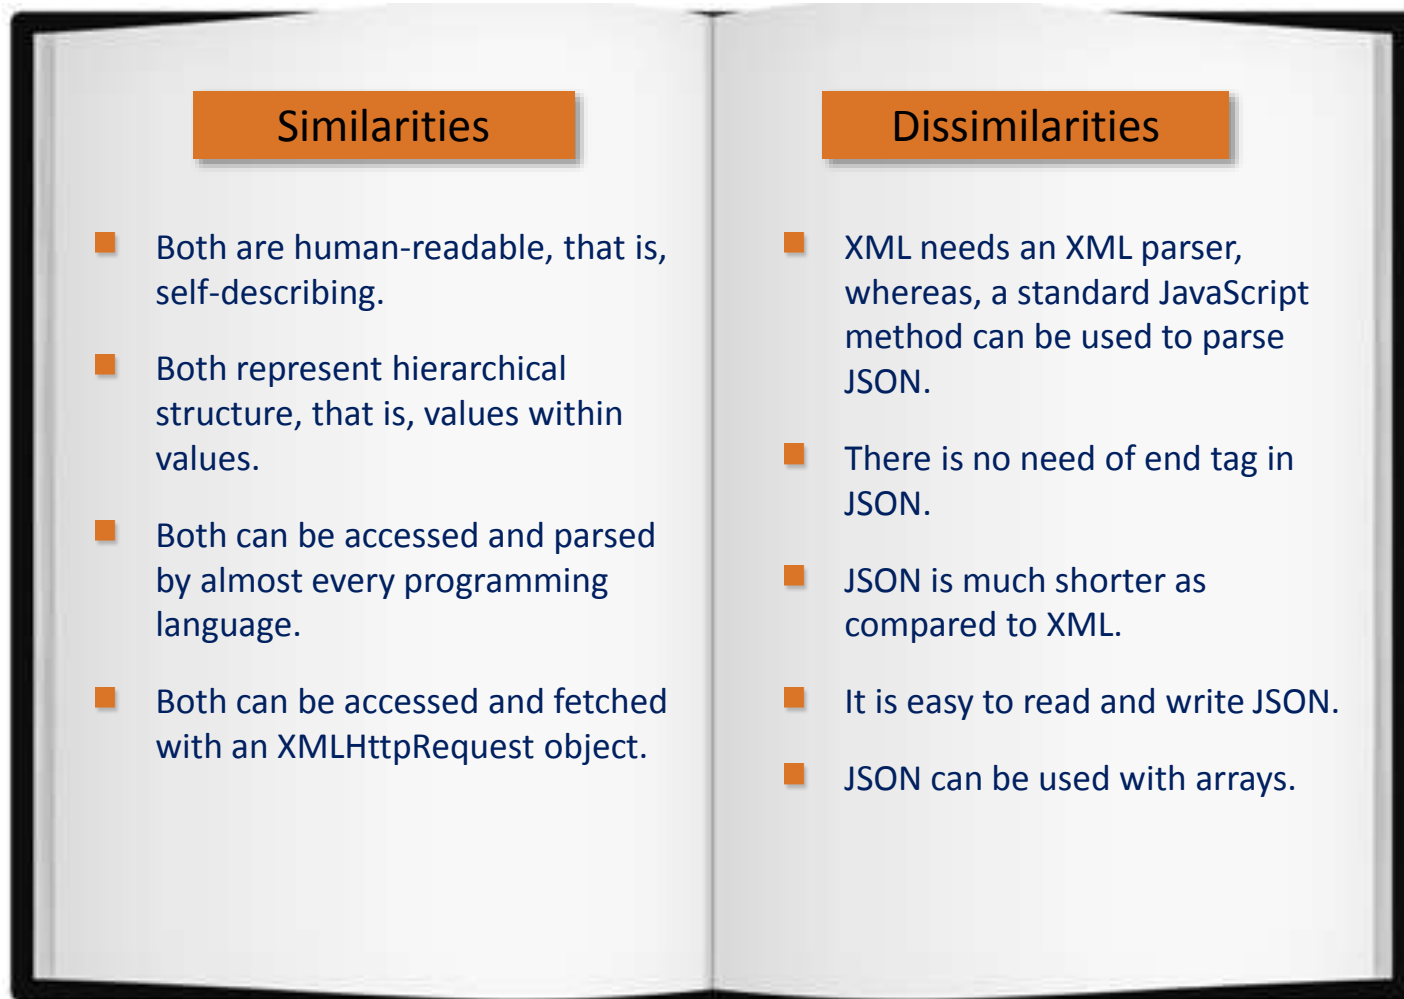 Similarities
Both are human-readable, that is,
self-describing.
Both represent hierarchical
structure, that is, values within
values.
Both can be accessed and parsed
by almost every programming
language.
Both can be accessed and fetched
with an XMLHttpRequest object.
Dissimilarities
XML needs an XML parser,
whereas, a standard JavaScript
method can be used to parse
JSON.
There is no need of end tag in
JSON.
JSON is much shorter as
compared to XML.
It is easy to read and write JSON.
JSON can be used with arrays.